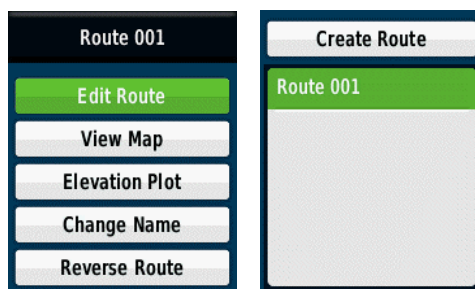 Route 001
Edit Route
View Map
Elevation Plot
Change Name
Reverse Route
Create Route
Route 001